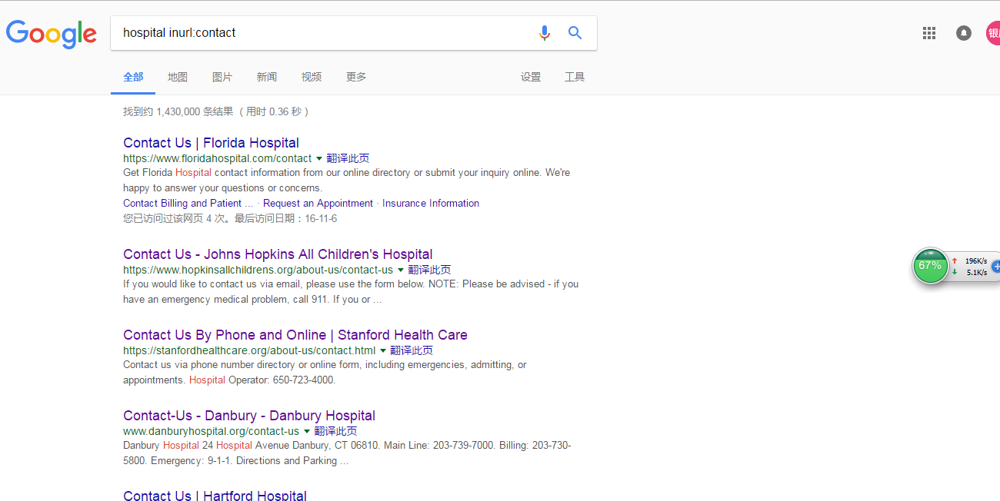 Google
hospital inurl:contact
全部 地图 图片 新闻 视频 更多 设置 工具
找到约 1,430,000 条结果 （用时 0.36 秒）
Contact Us | Florida Hospital
https://www.floridahospital.com/contact 翻译此页
Get Florida Hospital contact information from our online directory or submit your inquiry online. We're
happy to answer your questions or concerns.
Contact Billing and Patient ... · Request an Appointment · Insurance Information
您已访问过该网页 4 次。最后访问日期：16-11-6
Contact Us - Johns Hopkins All Children's Hospital
https://www.hopkinsallchildrens.org/about-us/contact-us 翻译此页
If you would like to contact us via email, please use the form below. NOTE: Please be advised - if you
have an emergency medical problem, call 911. If you or ...
67%
196K/s
5.1K/s
Contact Us By Phone and Online | Stanford Health Care
https://stanfordhealthcare.org/about-us/contact.html 翻译此页
Contact us via phone number directory or online form, including emergencies, admitting, or
appointments. Hospital Operator: 650-723-4000.
Contact-Us - Danbury - Danbury Hospital
www.danburyhospital.org/contact-us 翻译此页
Danbury Hospital 24 Hospital Avenue Danbury, CT 06810. Main Line: 203-739-7000. Billing: 203-730-
5800. Emergency: 9-1-1. Directions and Parking ...
Contact Us | Hartford Hospital